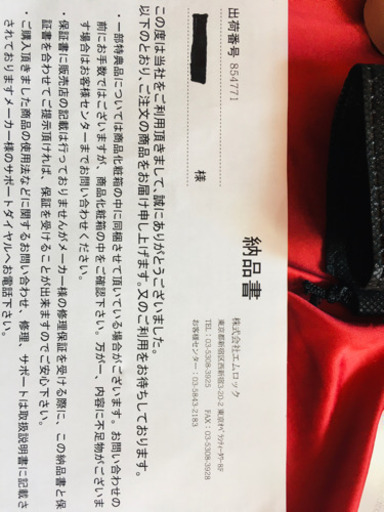 出荷番号 854771
様
納品書
株式会社エムロック
東京都新宿区西新宿3-20-2 東京ｵﾍﾟﾗｼﾃｨｰﾀﾜｰ8F
TEL：03-5308-3925 FAX：03-5308-3928
お客様センター：03-5843-2183
この度は当社をご利用頂きまして、誠にありがとうございました。
以下のとおり、ご注文の商品をお届け申し上げます。又のご利用をお待ちしております。
・一部特典品については商品化粧箱の中に同梱させて頂いている場合がございます。お問い合わせの
前にお手数ではございますが、商品化粧箱の中をご確認下さい。万が一、内容に不足物がございま
す場合はお客様センターまでお問い合わせください。
・保証書に販売店の記載は行っておりませんがメーカー様の修理保証を受ける際に、この納品書と保
証書を合わせてご提示頂ければ、保証を受けることが出来ますのでご安心下さい。
・ご購入頂きました商品の使用法などに関するお問い合わせ、修理、サポートは取扱説明書に記載さ
されておりますメーカー様のサポートダイヤルへお電話下さい。